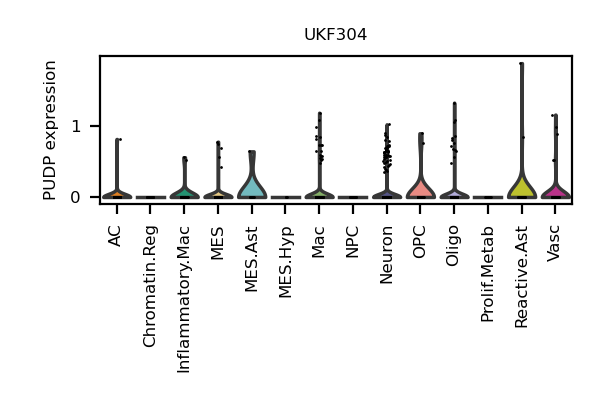 UKF304
PUDP expression
1
0
AC
Chromatin.Reg
Inflammatory.Mac
MES
MES.Ast
MES.Hyp
Mac
NPC
Neuron
OPC
Oligo
Prolif.Metab
Reactive.Ast
Vasc